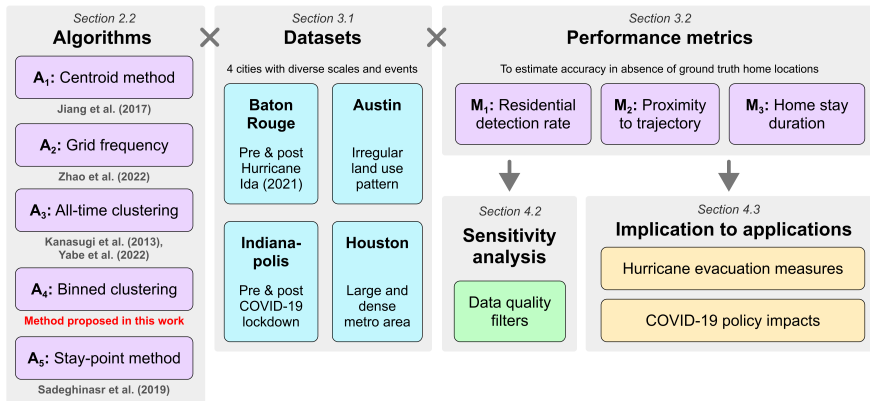 Section 2.2
Algorithms
A1: Centroid method
Jiang et al. (2017)
A2: Grid frequency
Zhao et al. (2022)
A3: All-time clustering
Kanasugi et al. (2013),
Yabe et al. (2022)
A4: Binned clustering
Method proposed in this work
A5: Stay-point method
Sadeghinasr et al. (2019)
×
Section 3.1
Datasets
4 cities with diverse scales and events
Baton
Rouge
Pre & post
Hurricane
Ida (2021)
Austin
Irregular
land use
pattern
Indiana-
polis
Pre & post
COVID-19
lockdown
Houston
Large and
dense
metro area
×
Section 3.2
Performance metrics
To estimate accuracy in absence of ground truth home locations
M1: Residential
detection rate
M2: Proximity
to trajectory
M3: Home stay
duration
Section 4.2
Sensitivity
analysis
Data quality
filters
Section 4.3
Implication to applications
Hurricane evacuation measures
COVID-19 policy impacts